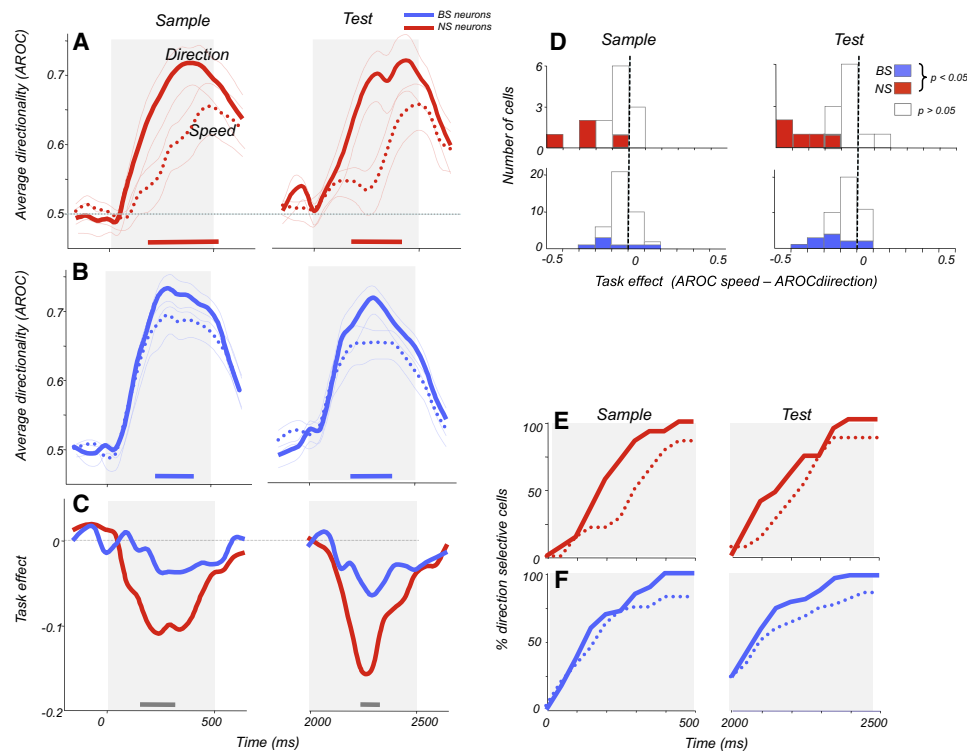 Sample
Test
BS neurons
NS neurons
A
Direction
Speed
Average directionality (AROC)
0.7
0.6
0.5
B
Average directionality (AROC)
0.7
0.6
0.5
C
Task effect
0
-0.1
-0.2
0
500
2000
2500
Time (ms)
D
Sample
Test
BS
NS
p < 0.05
p > 0.05
Number of cells
6
3
0
20
10
0
-0.5
0
0.5
-0.5
0
0.5
Task effect (AROC speed – AROCdiirection)
E
Sample
Test
100
50
0
F
% direction selective cells
100
50
0
0
500
2000
2500
Time (ms)